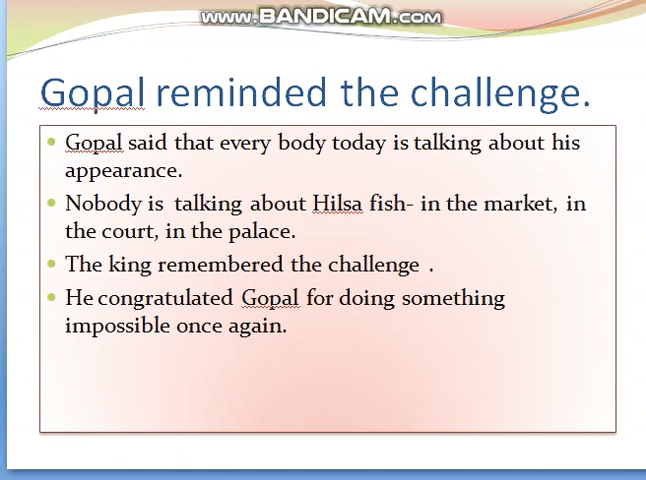 www.BANDICAM.com
Gopal reminded the challenge.
Gopal said that every body today is talking about his
appearance.
Nobody is talking about Hilsa fish- in the market, in
the court, in the palace.
The king remembered the challenge .
He congratulated Gopal for doing something
impossible once again.